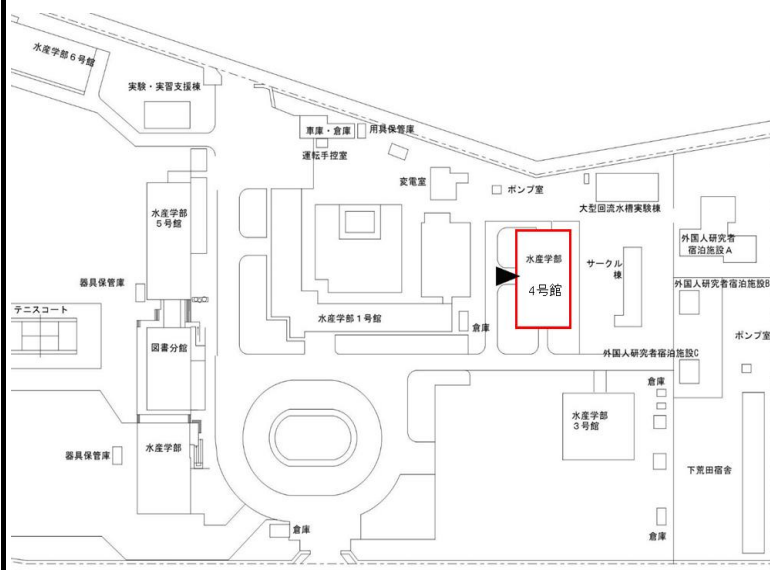 水産学部６号館
実験・実習支援棟
車庫・倉庫
用具保管庫
運転手控室
変電室
ポンプ室
大型回流水槽実験棟
水産学部
５号館
外国人研究者
宿泊施設Ａ
水産学部
4号館
サークル
棟
器具保管庫
外国人研究者宿泊施設B
テニスコート
水産学部１号館
倉庫
ポンプ室
図書分館
外国人研究者宿泊施設C
倉庫
水産学部
３号館
水産学部
器具保管庫
下荒田宿舎
倉庫
倉庫